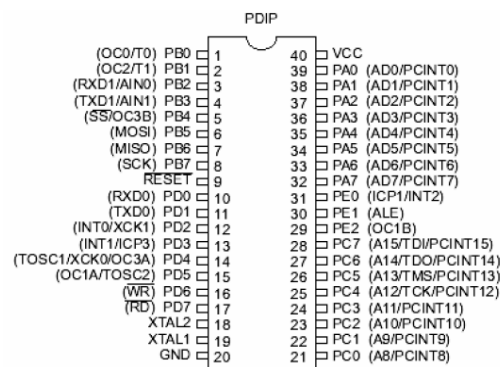 PDIP
(OC0/T0) PB0 1 40 VCC
(OC2/T1) PB1 2 39 PA0 (AD0/PCINT0)
(RXD1/AIN0) PB2 3 38 PA1 (AD1/PCINT1)
(TXD1/AIN1) PB3 4 37 PA2 (AD2/PCINT2)
(SS/OC3B) PB4 5 36 PA3 (AD3/PCINT3)
(MOSI) PB5 6 35 PA4 (AD4/PCINT4)
(MISO) PB6 7 34 PA5 (AD5/PCINT5)
(SCK) PB7 8 33 PA6 (AD6/PCINT6)
RESET 9 32 PA7 (AD7/PCINT7)
(RXD0) PD0 10 31 PE0 (ICP1/INT2)
(TXD0) PD1 11 30 PE1 (ALE)
(INT0/XCK1) PD2 12 29 PE2 (OC1B)
(INT1/ICP3) PD3 13 28 PC7 (A15/TDI/PCINT15)
(TOSC1/XCK0/OC3A) PD4 14 27 PC6 (A14/TDO/PCINT14)
(OC1A/TOSC2) PD5 15 26 PC5 (A13/TMS/PCINT13)
(WR) PD6 16 25 PC4 (A12/TCK/PCINT12)
(RD) PD7 17 24 PC3 (A11/PCINT11)
XTAL2 18 23 PC2 (A10/PCINT10)
XTAL1 19 22 PC1 (A9/PCINT9)
GND 20 21 PC0 (A8/PCINT8)